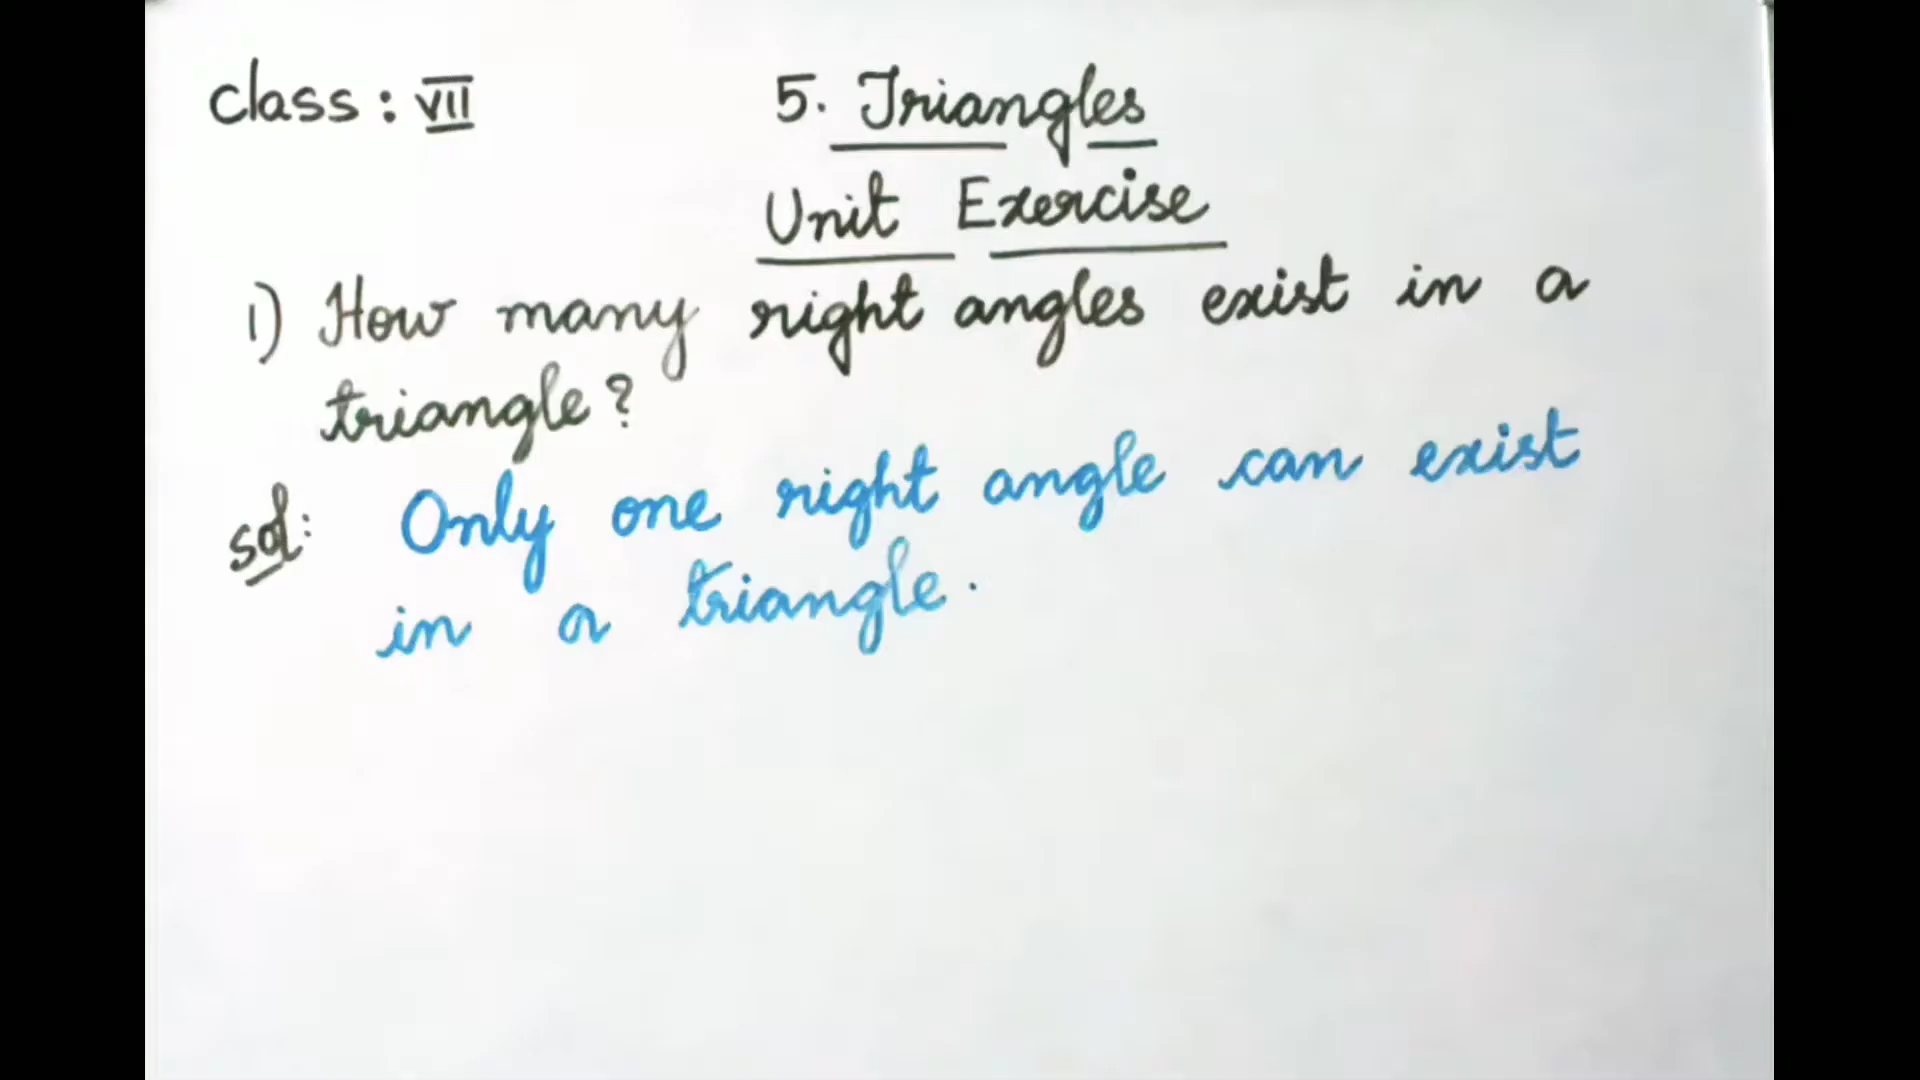 Class : VII
5. Triangles
Unit Exercise
1) How many right angles exist in a
triangle?
sol: Only one right angle can exist
in a triangle.